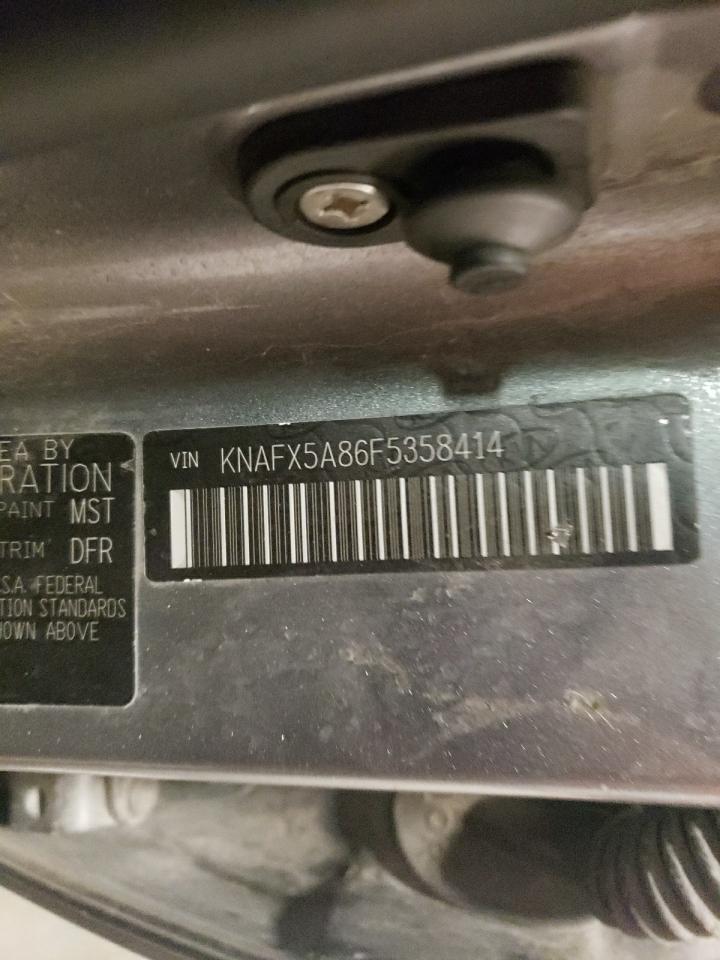 EA BY
RATION
PAINT MST
TRIM DFR
S.A. FEDERAL
TION STANDARDS
HOWN ABOVE
VIN KNAFX5A86F5358414